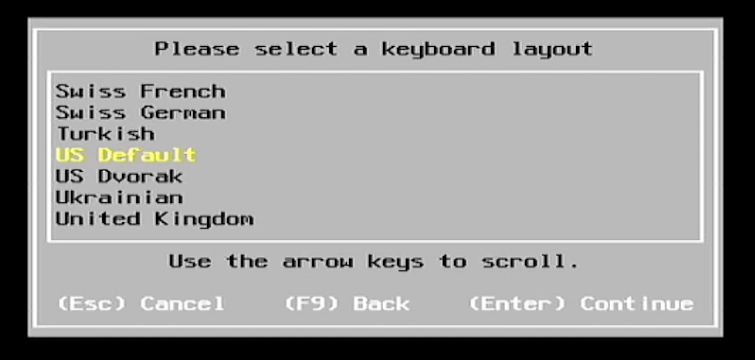 Please select a keyboard layout
Swiss French
Swiss German
Turkish
US Default
US Dvorak
Ukrainian
United Kingdom
Use the arrow keys to scroll.
(Esc) Cancel (F9) Back (Enter) Continue